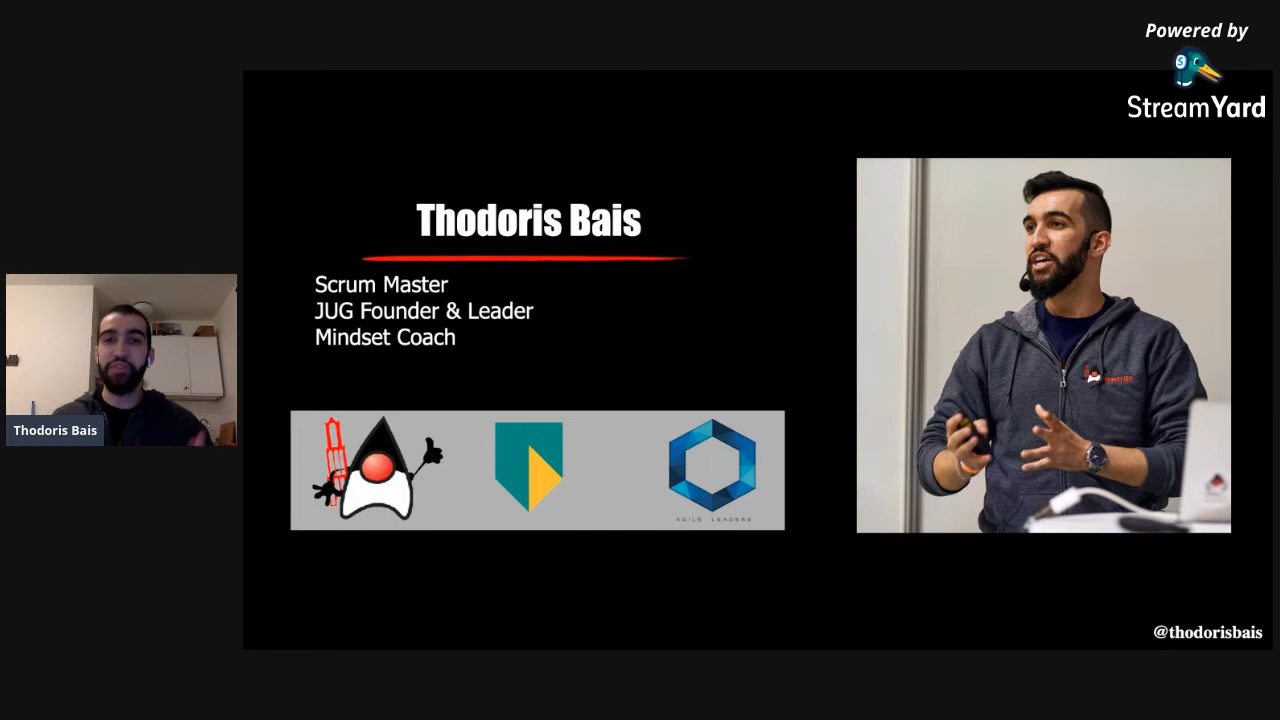 Powered by
StreamYard
Thodoris Bais
Scrum Master
JUG Founder & Leader
Mindset Coach
Thodoris Bais
AGILE LEADERS
@thodorisbais